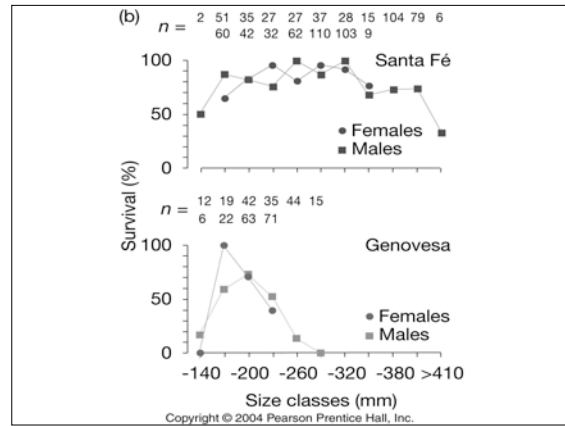 (b)
n = 2 51 35 27 27 37 28 15 104 79 6
60 42 32 62 110 103 9
Santa Fé
100
50
0
Females
Males
Survival (%)
n = 12 19 42 35 44 15
6 22 63 71
Genovesa
100
50
0
Females
Males
-140 -200 -260 -320 -380 >410
Size classes (mm)
Copyright © 2004 Pearson Prentice Hall, Inc.